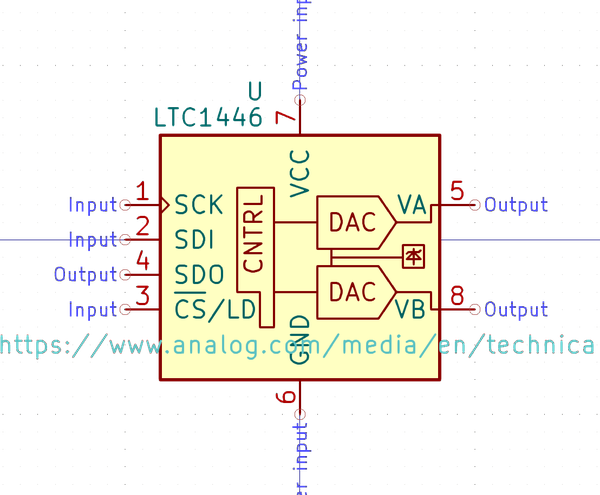 Power inp
U
LTC1446
7
VCC
Input 1 SCK
Input 2 SDI
Output 4 SDO
Input 3 CS/LD
CNTRL
DAC
DAC
VA 5 Output
VB 8 Output
https://www.analog.com/media/en/technica
GND
6
er input